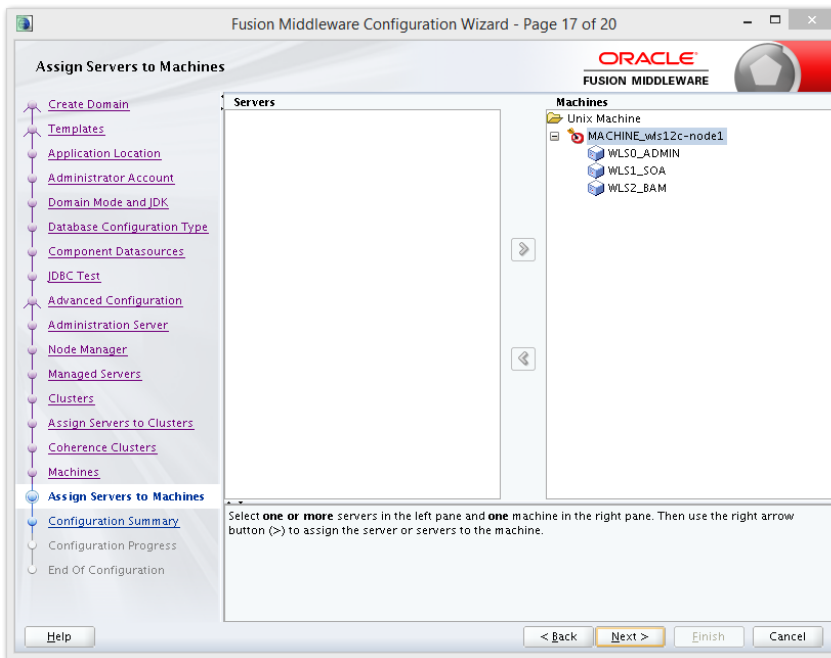 Fusion Middleware Configuration Wizard - Page 17 of 20
Assign Servers to Machines
ORACLE
FUSION MIDDLEWARE
Create Domain
Templates
Application Location
Administrator Account
Domain Mode and JDK
Database Configuration Type
Component Datasources
JDBC Test
Advanced Configuration
Administration Server
Node Manager
Managed Servers
Clusters
Assign Servers to Clusters
Coherence Clusters
Machines
Assign Servers to Machines
Configuration Summary
Configuration Progress
End Of Configuration
Servers
Machines
Unix Machine
MACHINE_wls12c-node1
WLS0_ADMIN
WLS1_SOA
WLS2_BAM
Select one or more servers in the left pane and one machine in the right pane. Then use the right arrow
button (>) to assign the server or servers to the machine.
Help
< Back
Next >
Finish
Cancel